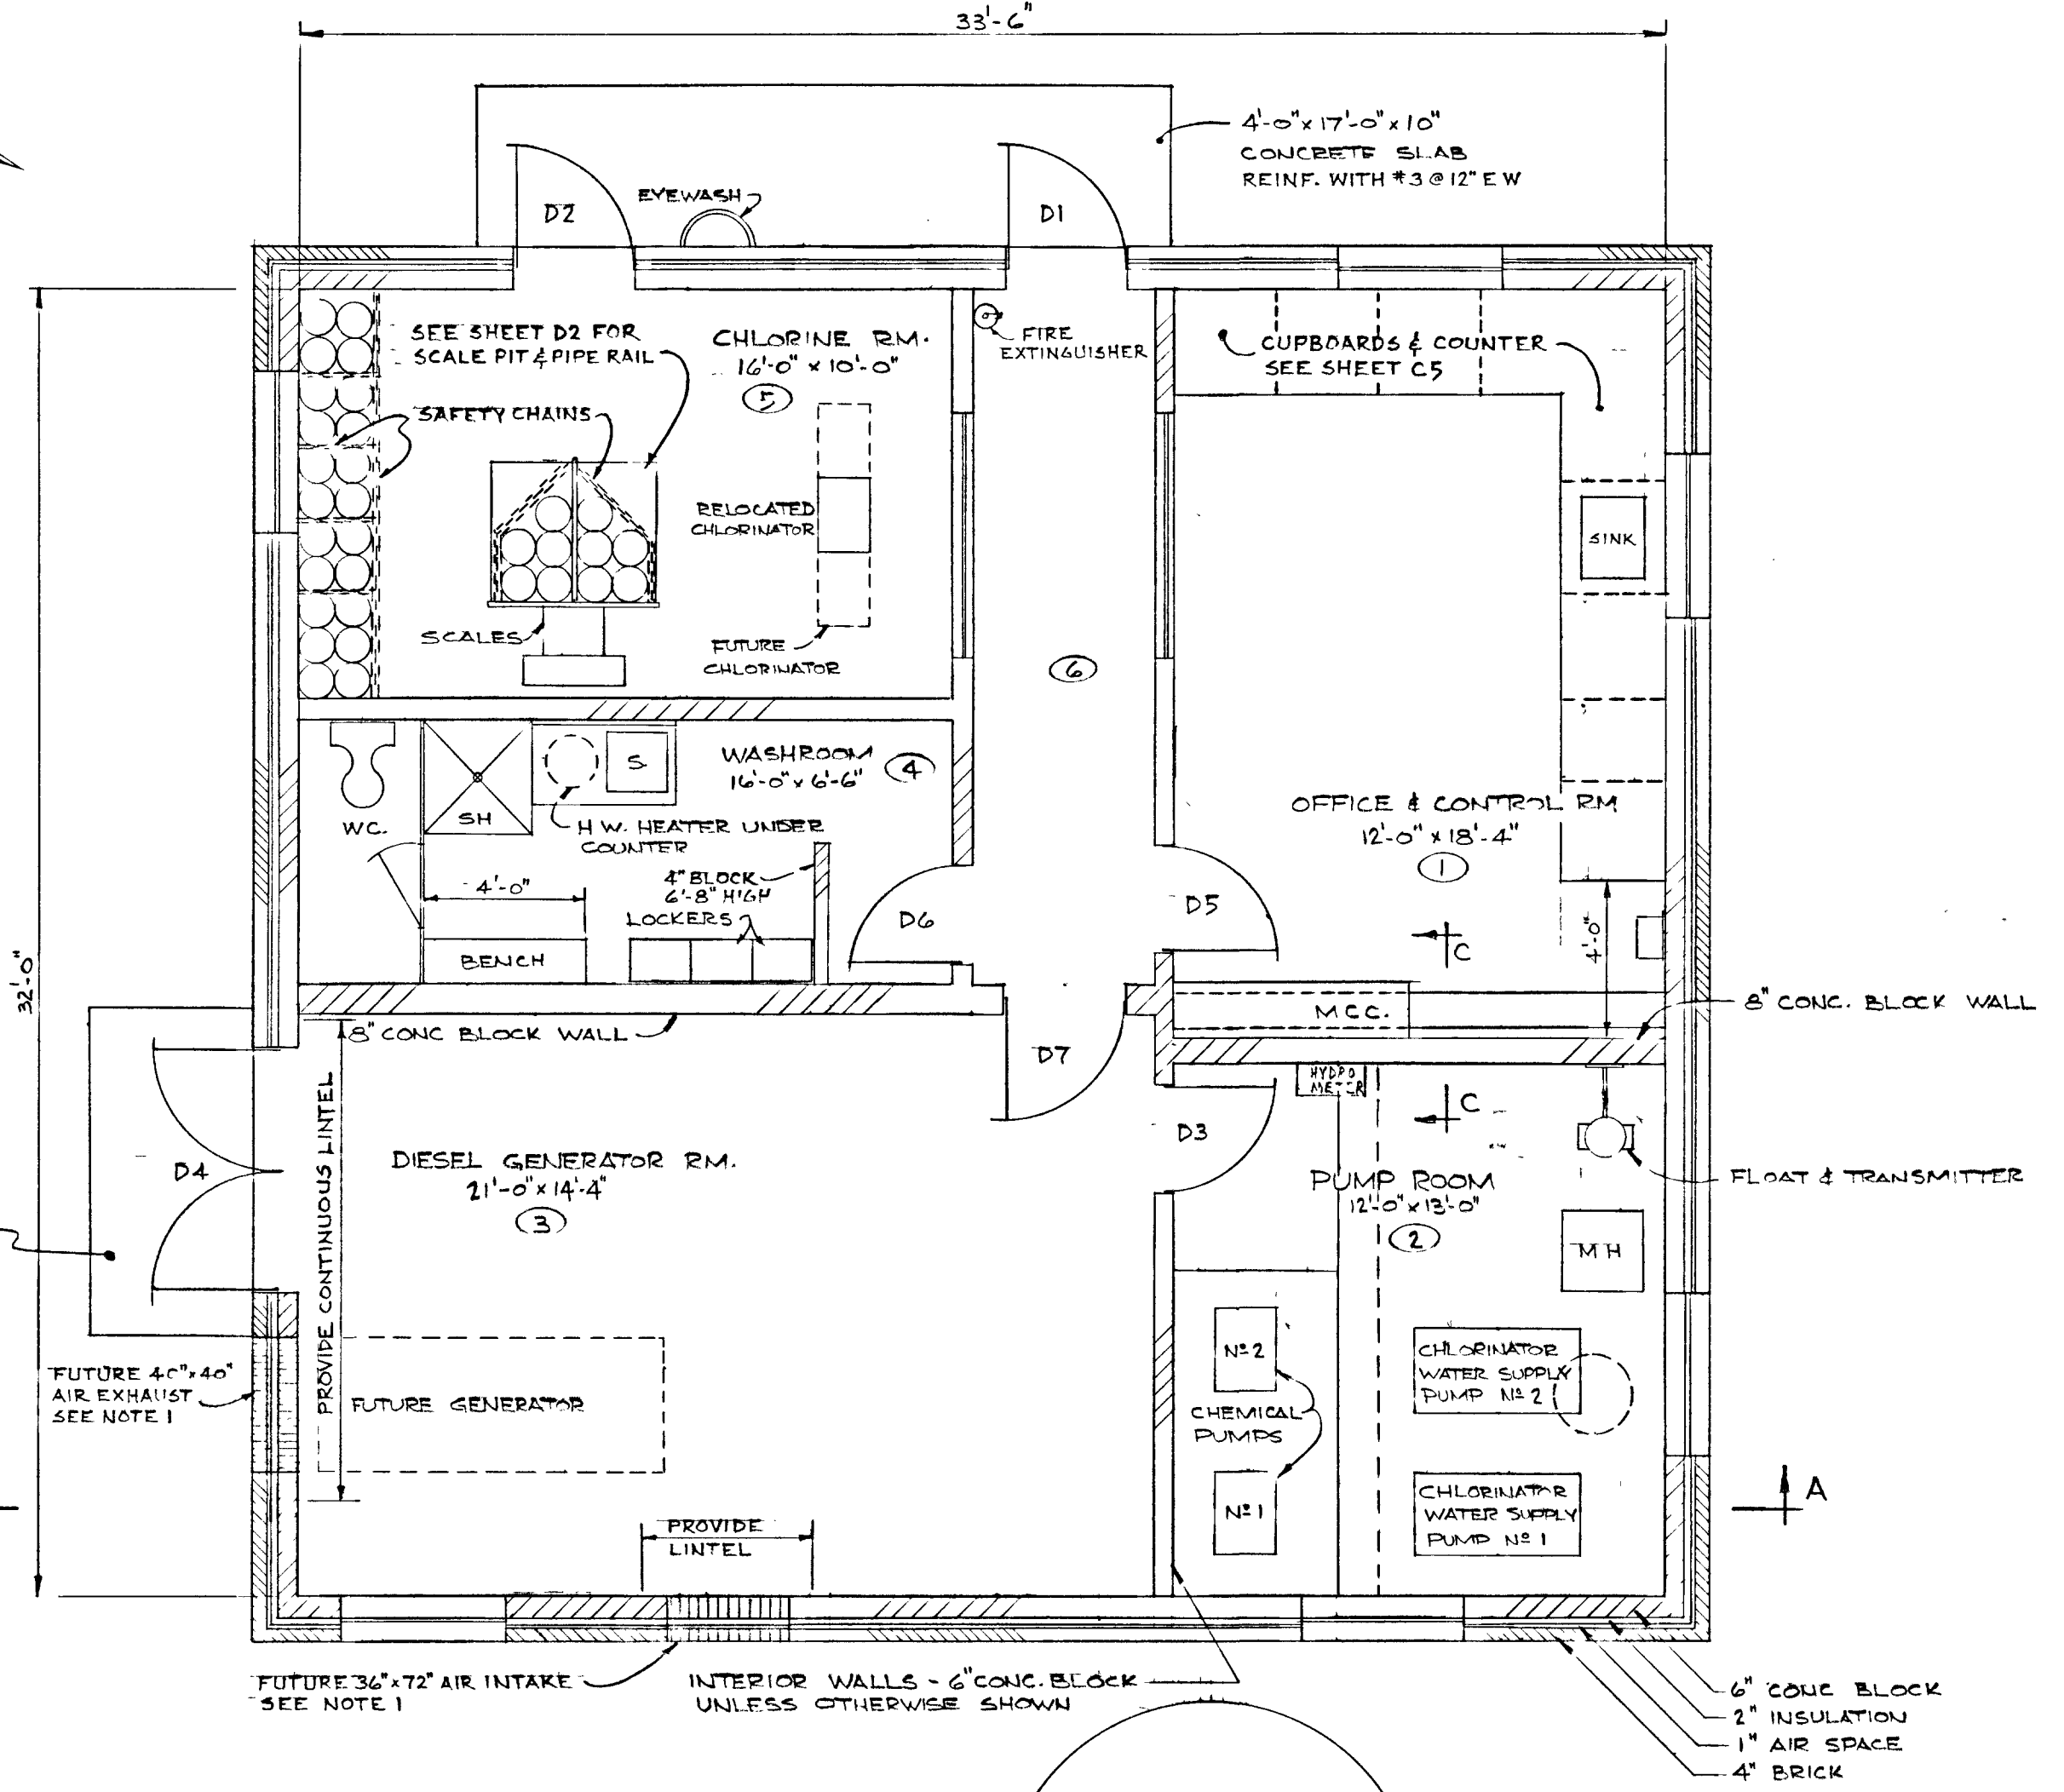 33'-6"
4'-0"x17'-0"x10"
CONCRETE SLAB
REINF. WITH #3 @ 12" EW
D2
EYEWASH
D1
SEE SHEET D2 FOR
SCALE PIT & PIPE RAIL
CHLORINE RM.
16'-0" x 10'-0"
5
FIRE
EXTINGUISHER
CUPBOARDS & COUNTER
SEE SHEET C5
SAFETY CHAINS
RELOCATED
CHLORINATOR
SINK
SCALES
FUTURE
CHLORINATOR
6
WASHROOM
16'-0" x 6'-6"
4
S
SH
W.C.
H.W. HEATER UNDER
COUNTER
OFFICE & CONTROL RM
12'-0" x 18'-4"
1
4'-0"
4" BLOCK
6'-8" HIGH
LOCKERS
D6
D5
BENCH
C
4'-0"
32'-0"
M.C.C.
8" CONC. BLOCK WALL
8" CONC BLOCK WALL
D7
HYDRO
METER
C
D3
D4
PROVIDE CONTINUOUS LINTEL
DIESEL GENERATOR RM.
21'-0" x 14'-4"
3
PUMP ROOM
12'-0" x 13'-0"
2
FLOAT & TRANSMITTER
MH
FUTURE 40"x40"
AIR EXHAUST
SEE NOTE 1
FUTURE GENERATOR
Nº 2
CHEMICAL
PUMPS
Nº 1
CHLORINATOR
WATER SUPPLY
PUMP Nº 2
CHLORINATOR
WATER SUPPLY
PUMP Nº 1
A
PROVIDE
LINTEL
FUTURE 36"x72" AIR INTAKE
SEE NOTE 1
INTERIOR WALLS - 6" CONC. BLOCK
UNLESS OTHERWISE SHOWN
6" CONC BLOCK
2" INSULATION
1" AIR SPACE
4" BRICK